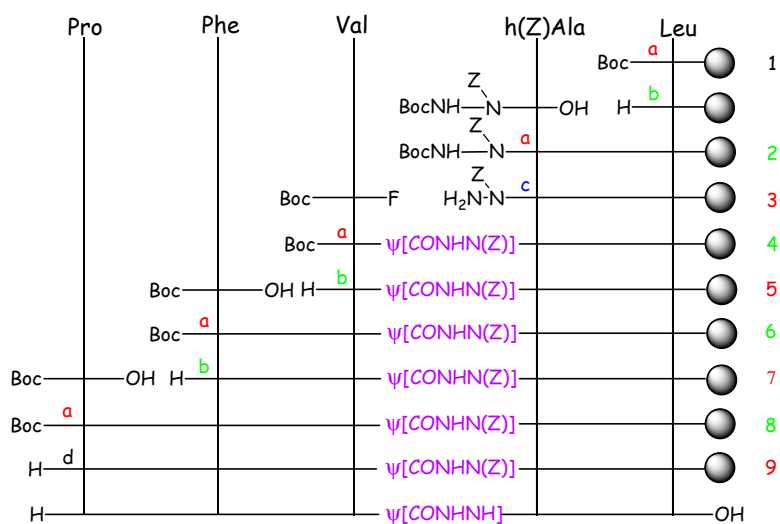 Pro Phe Val h(Z)Ala Leu
Boc a 1
Z
BocNH N OH H b
Z
BocNH N a 2
Z
Boc F H₂N-N c 3
Boc a ψ[CONHN(Z)] 4
Boc OH H b ψ[CONHN(Z)] 5
Boc a ψ[CONHN(Z)] 6
Boc OH H b ψ[CONHN(Z)] 7
Boc a ψ[CONHN(Z)] 8
H d ψ[CONHN(Z)] 9
H ψ[CONHNH] OH